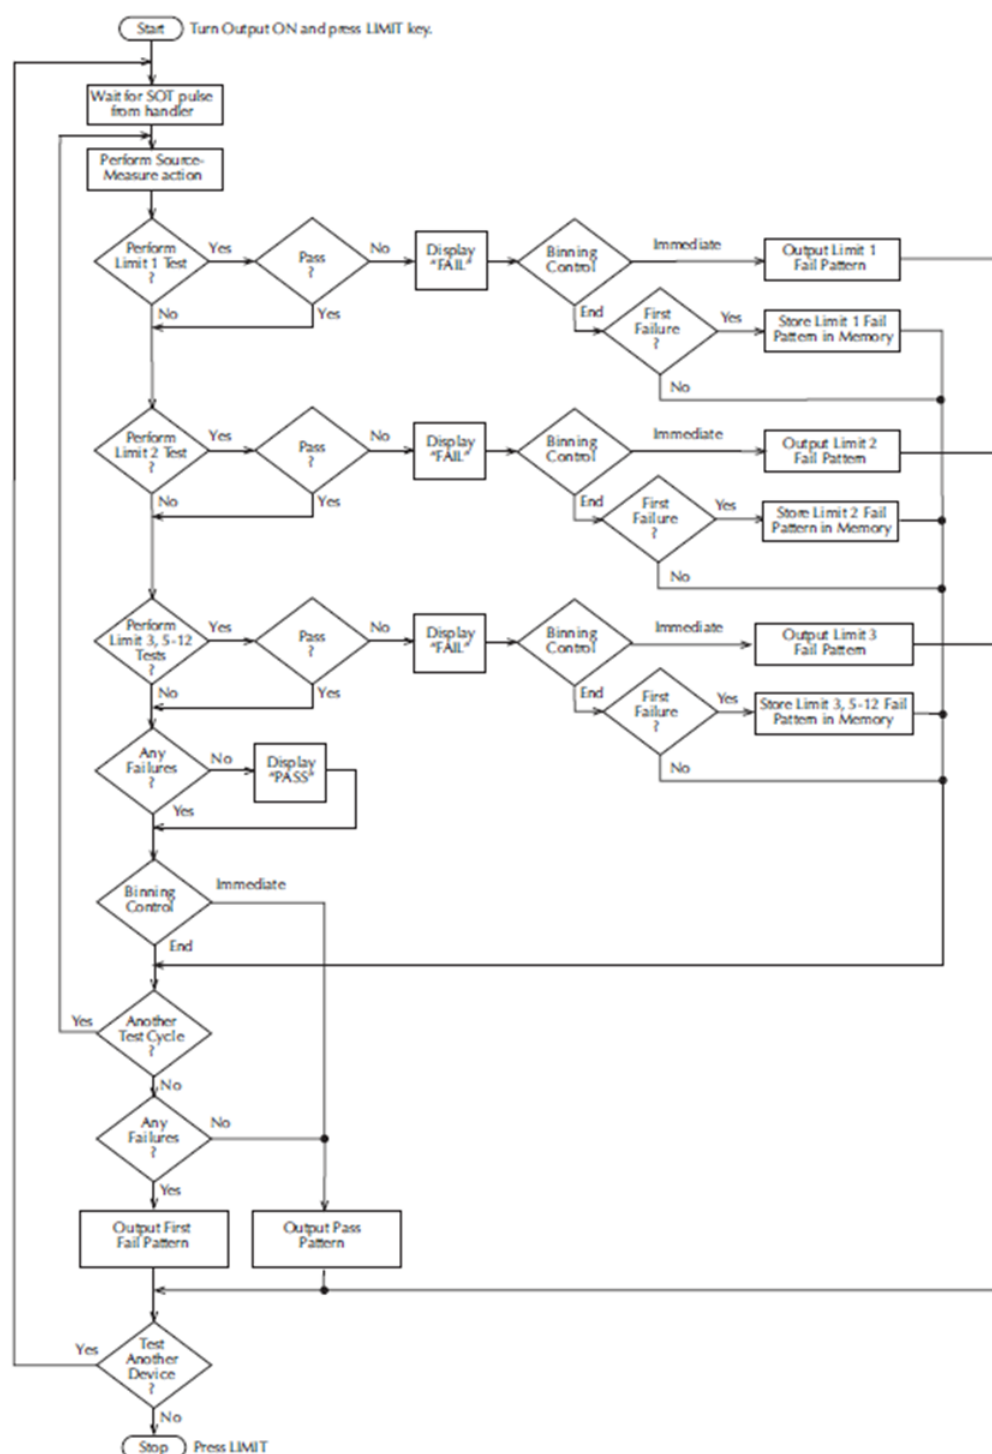 Start
Turn Output ON and press LIMIT key.
Wait for SOT pulse
from handler
Perform Source-
Measure action
Perform
Limit 1 Test
?
Yes
Pass
?
No
Display
"FAIL"
Binning
Control
Immediate
Output Limit 1
Fail Pattern
No
Yes
End
First
Failure
?
Yes
Store Limit 1 Fail
Pattern in Memory
No
Perform
Limit 2 Test
?
Yes
Pass
?
No
Display
"FAIL"
Binning
Control
Immediate
Output Limit 2
Fail Pattern
No
Yes
End
First
Failure
?
Yes
Store Limit 2 Fail
Pattern in Memory
No
Perform
Limit 3, 5-12
Tests
?
Yes
Pass
?
No
Display
"FAIL"
Binning
Control
Immediate
Output Limit 3
Fail Pattern
No
Yes
End
First
Failure
?
Yes
Store Limit 3, 5-12 Fail
Pattern in Memory
No
Any
Failures
?
No
Display
"PASS"
Yes
Binning
Control
Immediate
End
Another
Test Cycle
?
Yes
No
Any
Failures
?
No
Yes
Output First
Fail Pattern
Output Pass
Pattern
Test
Another
Device
?
Yes
No
Stop
Press LIMIT